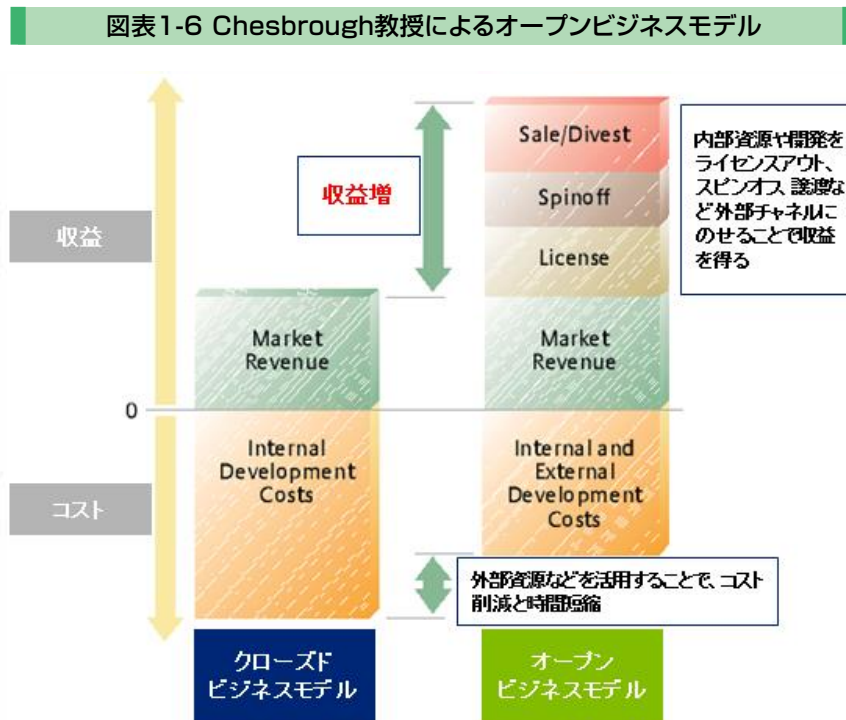 図表1-6 Chesbrough教授によるオープンビジネスモデル
収益
コスト
0
収益増
Market
Revenue
Internal
Development
Costs
クローズド
ビジネスモデル
Sale/Divest
Spinoff
License
Market
Revenue
Internal and
External
Development
Costs
オープン
ビジネスモデル
内部資源や開発を
ライセンスアウト、
スピンオフ、譲渡な
ど外部チャネルに
のせることで収益
を得る
外部資源などを活用することで、コスト
削減と時間短縮